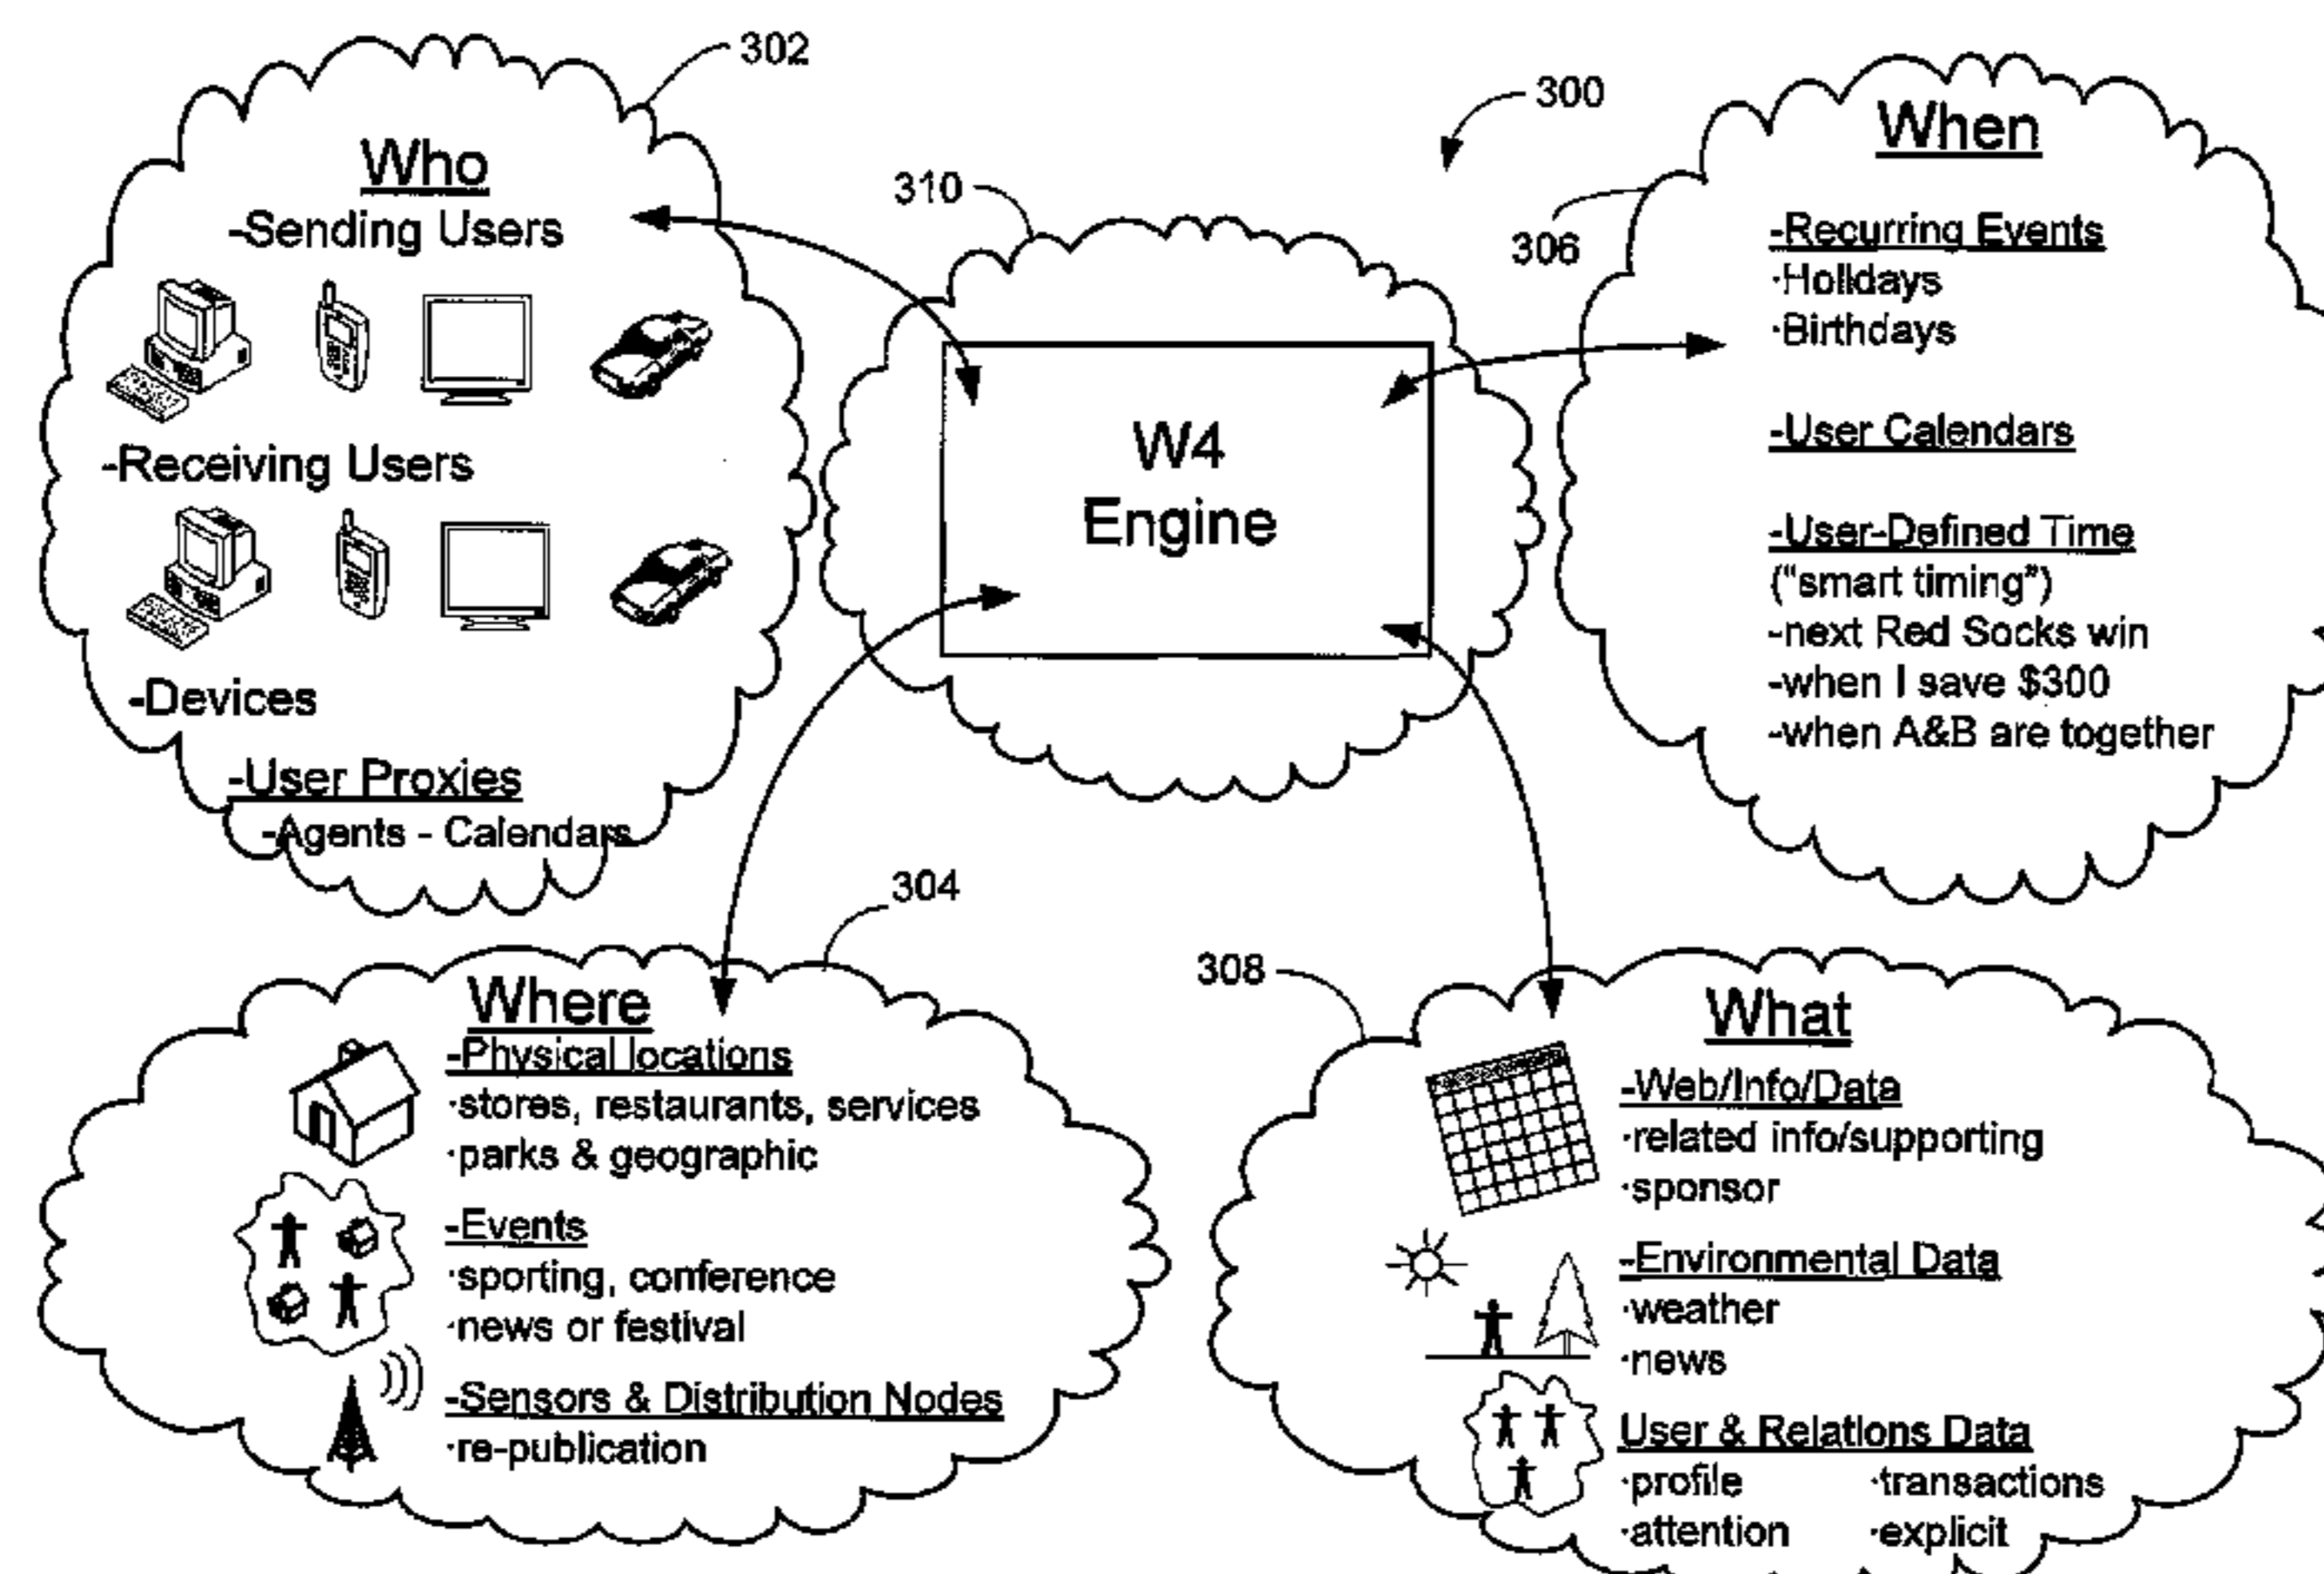 302
Who
-Sending Users
-Receiving Users
-Devices
-User Proxies
-Agents - Calendars
300
310
W4
Engine
When
306
-Recurring Events
·Holidays
·Birthdays
-User Calendars
-User-Defined Time
("smart timing")
-next Red Socks win
-when I save $300
-when A&B are together
304
Where
-Physical locations
·stores, restaurants, services
·parks & geographic
-Events
·sporting, conference
·news or festival
-Sensors & Distribution Nodes
·re-publication
308
What
-Web/Info/Data
·related info/supporting
·sponsor
-Environmental Data
·weather
·news
User & Relations Data
·profile ·transactions
·attention ·explicit